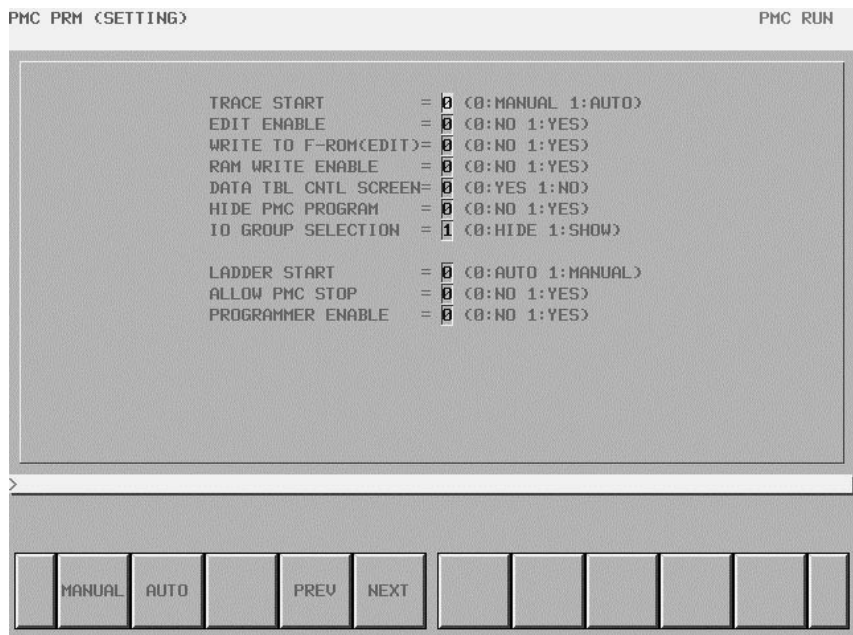 PMC PRM (SETTING) PMC RUN
TRACE START = 0 (0:MANUAL 1:AUTO)
EDIT ENABLE = 0 (0:NO 1:YES)
WRITE TO F-ROM(EDIT)= 0 (0:NO 1:YES)
RAM WRITE ENABLE = 0 (0:NO 1:YES)
DATA TBL CNTL SCREEN= 0 (0:YES 1:NO)
HIDE PMC PROGRAM = 0 (0:NO 1:YES)
IO GROUP SELECTION = 1 (0:HIDE 1:SHOW)
LADDER START = 0 (0:AUTO 1:MANUAL)
ALLOW PMC STOP = 0 (0:NO 1:YES)
PROGRAMMER ENABLE = 0 (0:NO 1:YES)
>
MANUAL AUTO PREV NEXT